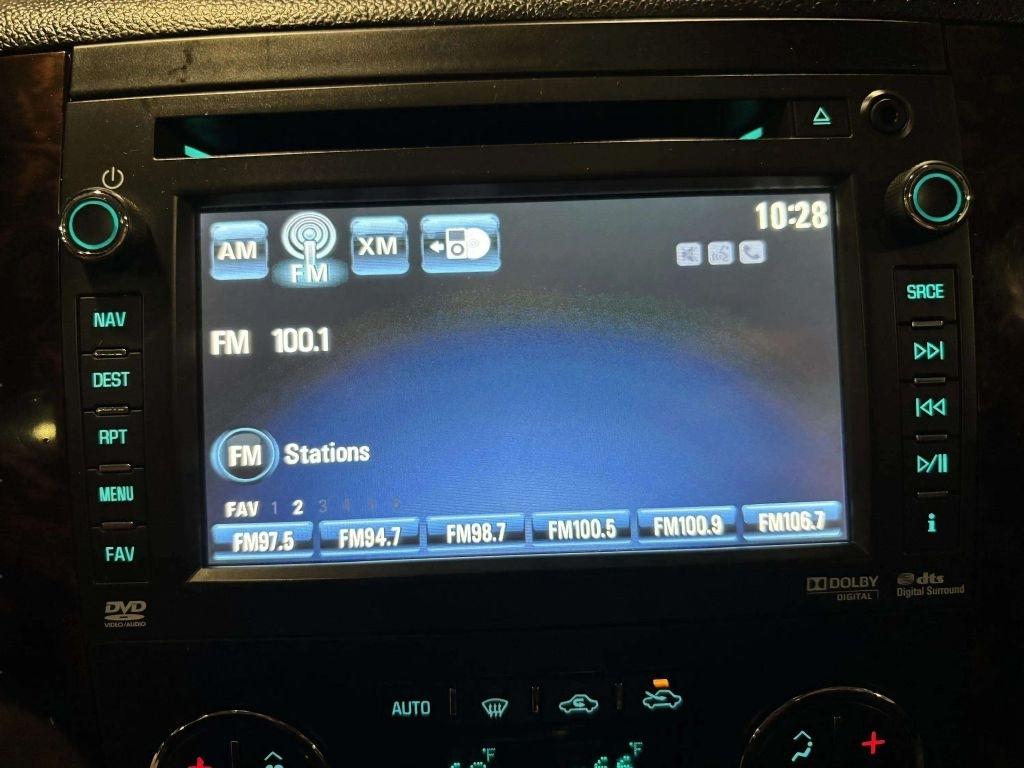 AM FM XM 10:28
NAV
SRCE
FM 100.1
DEST
RPT
FM Stations
MENU
FAV 1 2 3 4 5 6
FM97.5 FM94.7 FM98.7 FM100.5 FM100.9 FM106.7
i
FAV
DVD
VIDEO/AUDIO
DOLBY
DIGITAL
dts
Digital Surround
AUTO
°F
°F